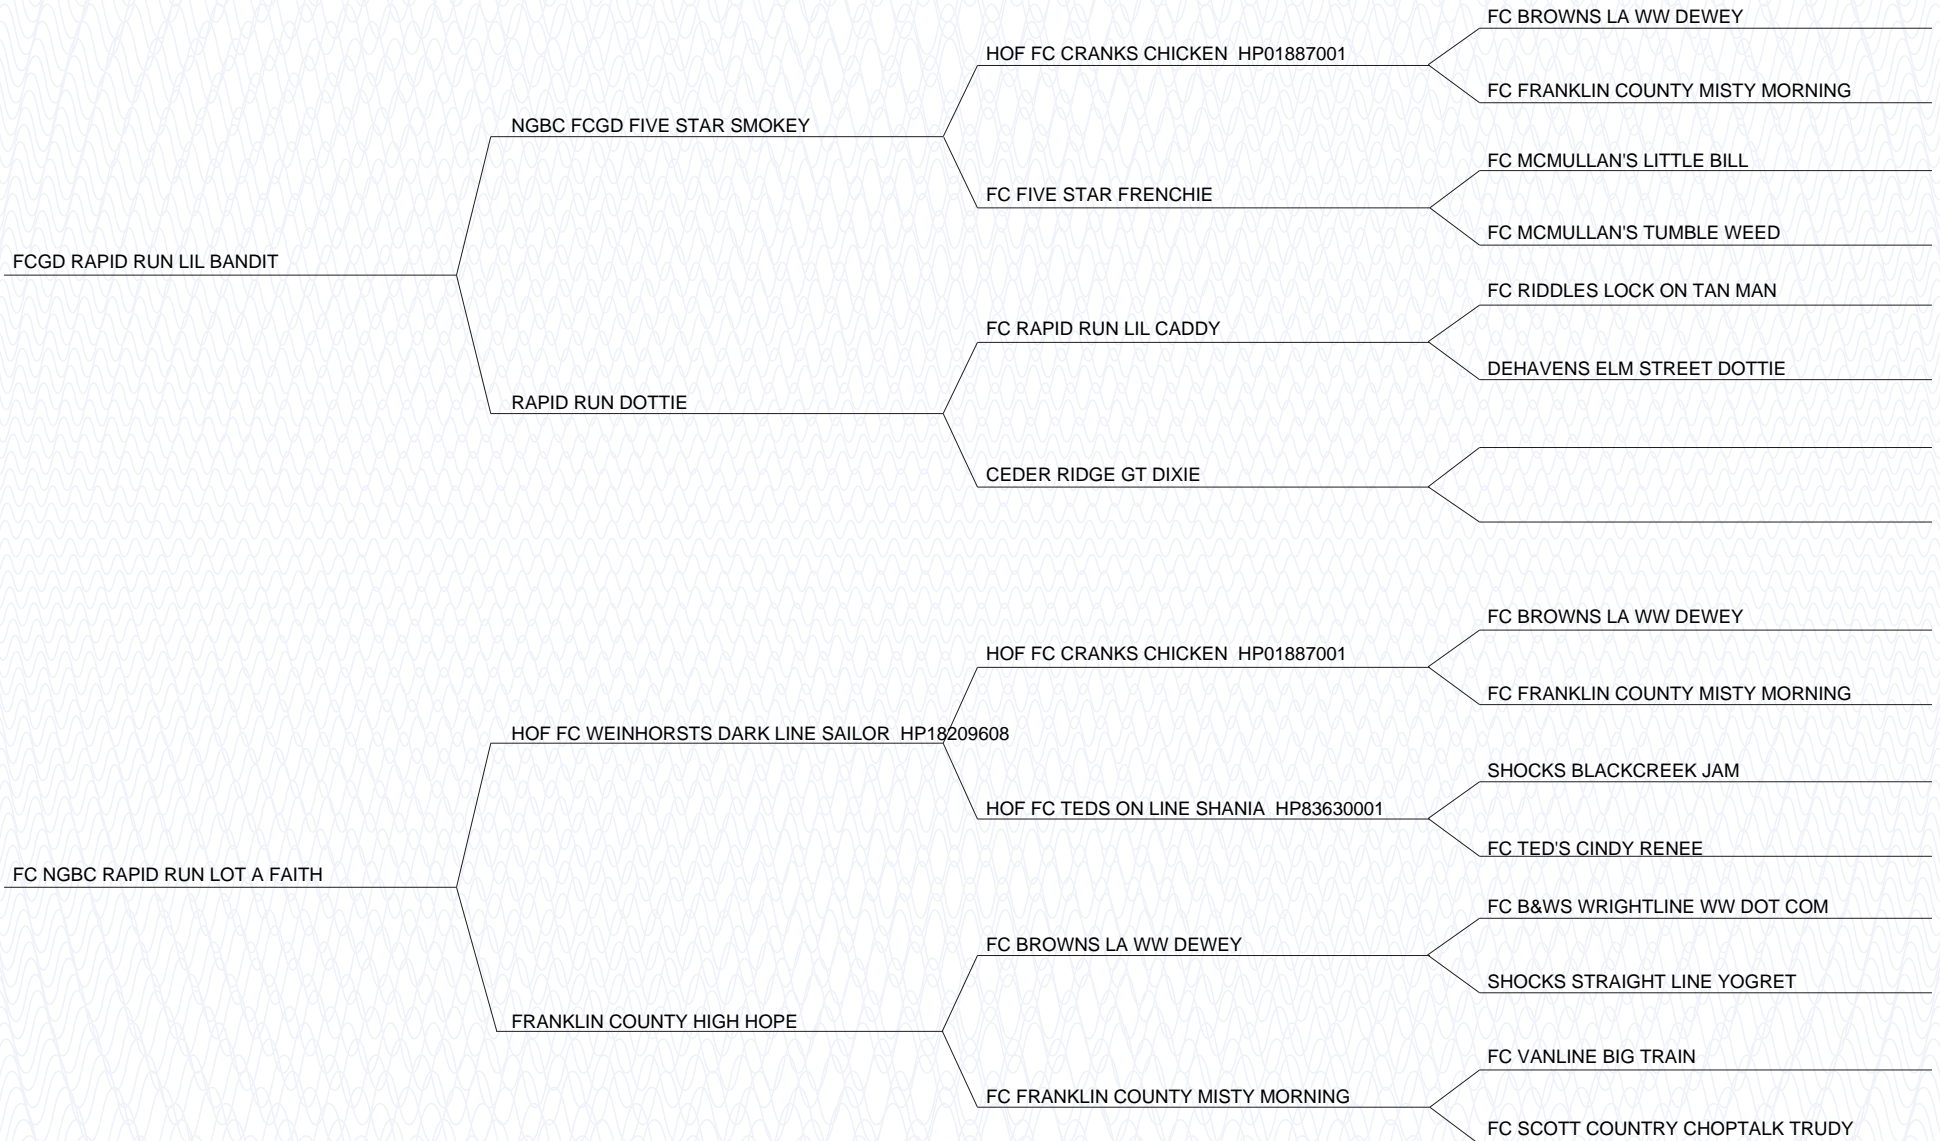 FC BROWNS LA WW DEWEY
HOF FC CRANKS CHICKEN HP01887001
FC FRANKLIN COUNTY MISTY MORNING
NGBC FCGD FIVE STAR SMOKEY
FC MCMULLAN'S LITTLE BILL
FC FIVE STAR FRENCHIE
FC MCMULLAN'S TUMBLE WEED
FCGD RAPID RUN LIL BANDIT
FC RIDDLES LOCK ON TAN MAN
FC RAPID RUN LIL CADDY
DEHAVENS ELM STREET DOTTIE
RAPID RUN DOTTIE
CEDER RIDGE GT DIXIE
FC BROWNS LA WW DEWEY
HOF FC CRANKS CHICKEN HP01887001
FC FRANKLIN COUNTY MISTY MORNING
HOF FC WEINHORSTS DARK LINE SAILOR HP18209608
SHOCKS BLACKCREEK JAM
HOF FC TEDS ON LINE SHANIA HP83630001
FC TED'S CINDY RENEE
FC NGBC RAPID RUN LOT A FAITH
FC B&WS WRIGHTLINE WW DOT COM
FC BROWNS LA WW DEWEY
SHOCKS STRAIGHT LINE YOGRET
FRANKLIN COUNTY HIGH HOPE
FC VANLINE BIG TRAIN
FC FRANKLIN COUNTY MISTY MORNING
FC SCOTT COUNTRY CHOPTALK TRUDY